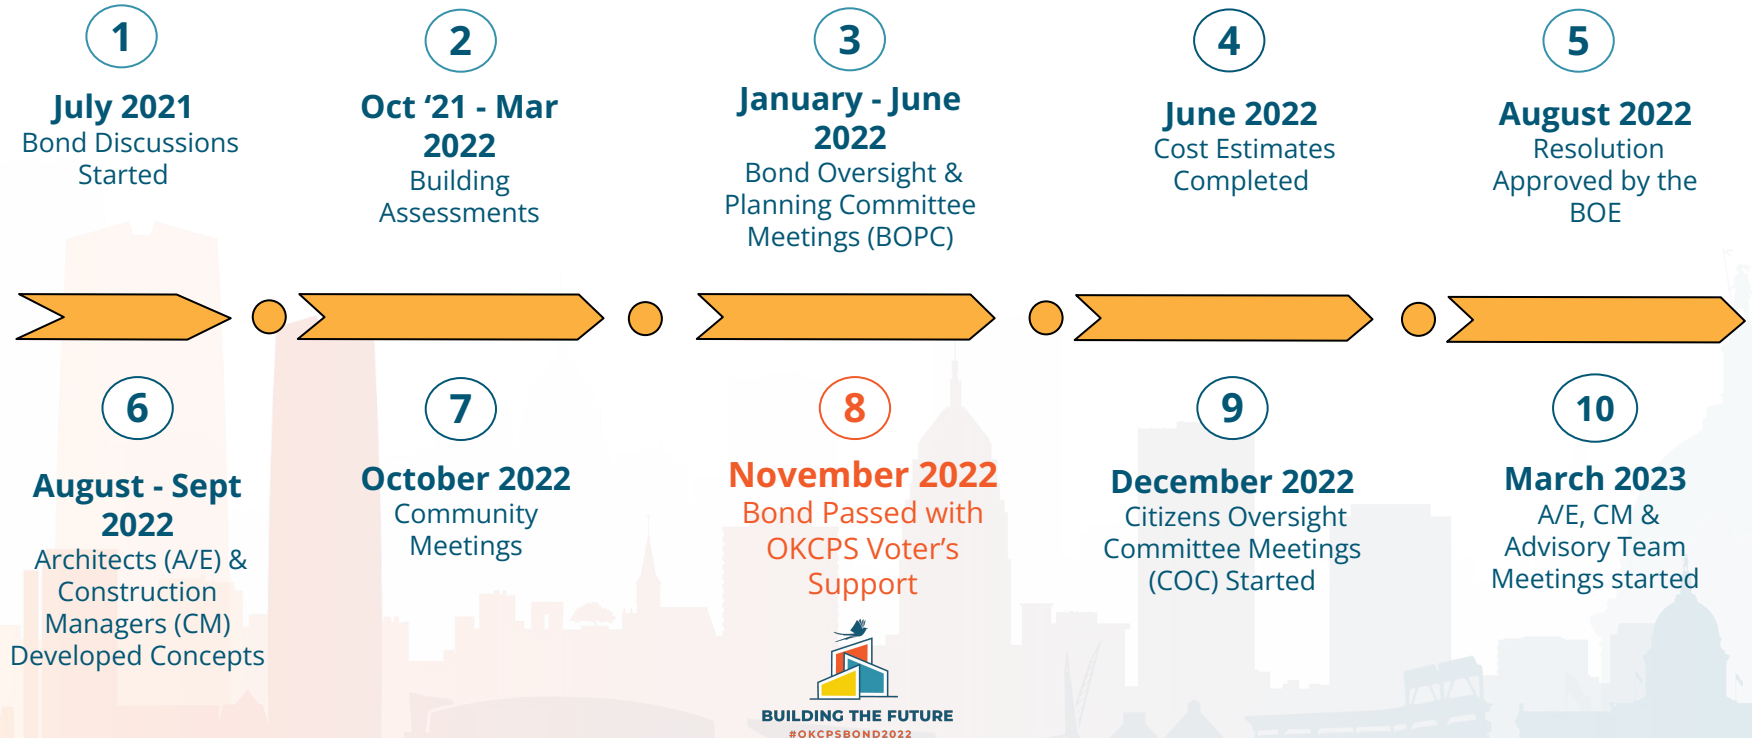 1
July 2021
Bond Discussions
Started
2
Oct ‘21 - Mar
2022
Building
Assessments
3
January - June
2022
Bond Oversight &
Planning Committee
Meetings (BOPC)
4
June 2022
Cost Estimates
Completed
5
August 2022
Resolution
Approved by the
BOE
6
August - Sept
2022
Architects (A/E) &
Construction
Managers (CM)
Developed Concepts
7
October 2022
Community
Meetings
8
November 2022
Bond Passed with
OKCPS Voter’s
Support
9
December 2022
Citizens Oversight
Committee Meetings
(COC) Started
10
March 2023
A/E, CM &
Advisory Team
Meetings started
BUILDING THE FUTURE
#OKCPSBOND2022